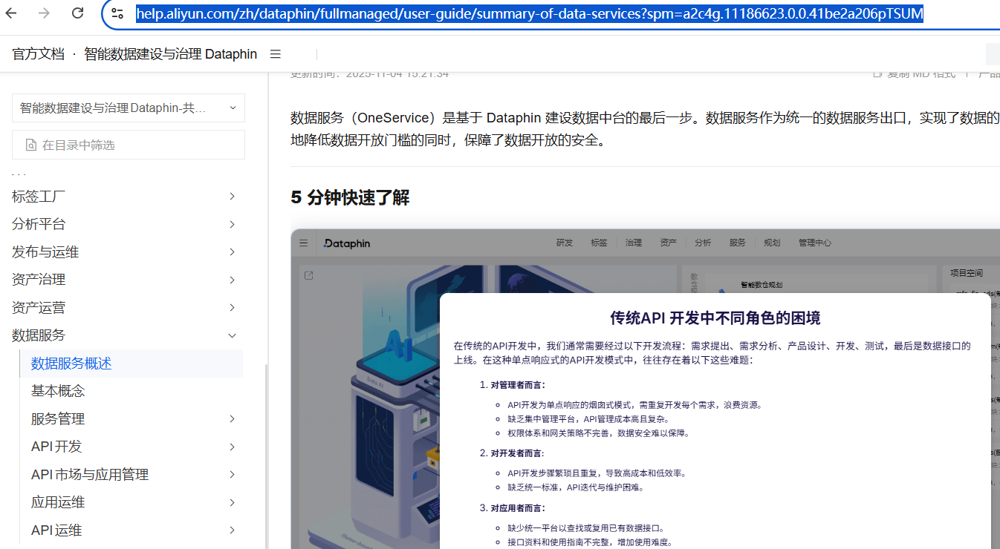 help.aliyun.com/zh/dataphin/fullmanaged/user-guide/summary-of-data-services?spm=a2c4g.11186623.0.0.41be2a206pTSUM
官方文档 · 智能数据建设与治理 Dataphin
更新时间：2025-11-04 15:21:34
复制 MD 格式
产品
智能数据建设与治理 Dataphin-共...
在目录中筛选
...
标签工厂
分析平台
发布与运维
资产治理
资产运营
数据服务
数据服务概述
基本概念
服务管理
API 开发
API 市场与应用管理
应用运维
API 运维
数据服务（OneService）是基于 Dataphin 建设数据中台的最后一步。数据服务作为统一的数据服务出口，实现了数据的
地降低数据开放门槛的同时，保障了数据开放的安全。
5 分钟快速了解
Dataphin
研发 标签 治理 资产 分析 服务 规划 管理中心
智能数仓规划
项目空间
Data AI
传统API 开发中不同角色的困境
在传统的API开发中，我们通常需要经过以下开发流程：需求提出、需求分析、产品设计、开发、测试，最后是数据接口的
上线。在这种单点响应式的API开发模式中，往往存在着以下这些难题：
1. 对管理者而言：
API开发为单点响应的烟囱式模式，需重复开发每个需求，浪费资源。
缺乏集中管理平台，API管理成本高且复杂。
权限体系和网关策略不完善，数据安全难以保障。
2. 对开发者而言:
API开发步骤繁琐且重复，导致高成本和低效率。
缺乏统一标准，API迭代与维护困难。
3. 对应用者而言：
缺少统一平台以查找或复用已有数据接口。
接口资料和使用指南不完整，增加使用难度。